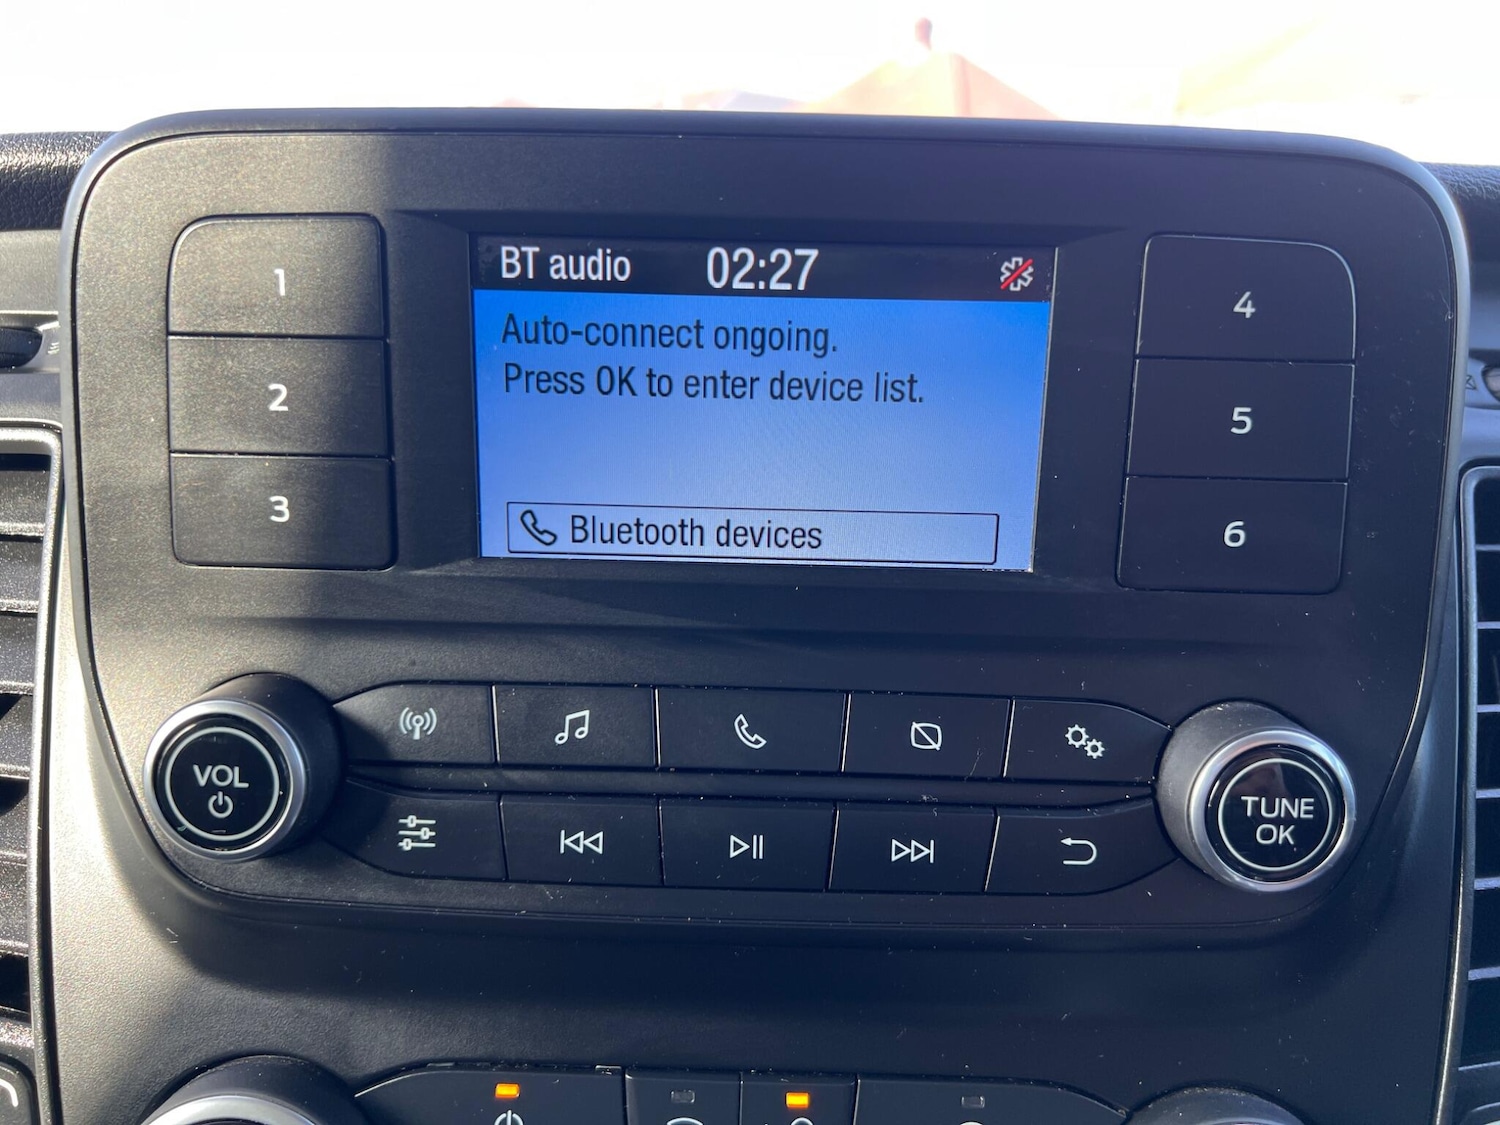 BT audio 02:27
Auto-connect ongoing.
Press OK to enter device list.
Bluetooth devices
1
2
3
4
5
6
VOL
TUNE
OK